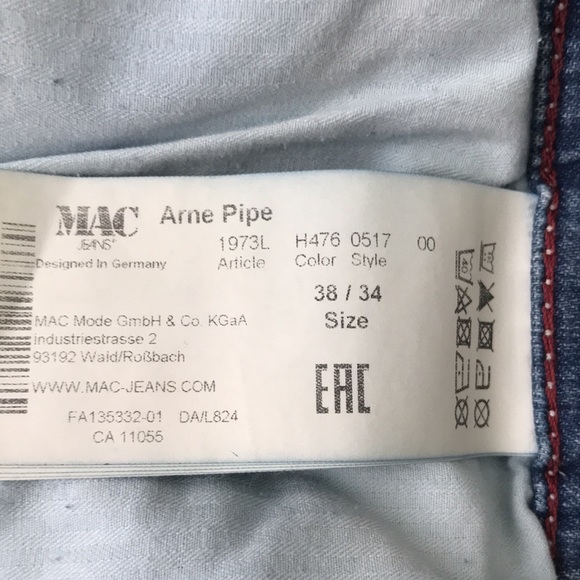 MAC Arne Pipe
JEANS®
1973L H476 0517 00
Designed In Germany Article Color Style
38 / 34
Size
MAC Mode GmbH & Co. KGaA
Industriestrasse 2
93192 Wald/Roßbach
WWW.MAC-JEANS.COM
EAC
FA135332-01 DA/L824
CA 11055
40